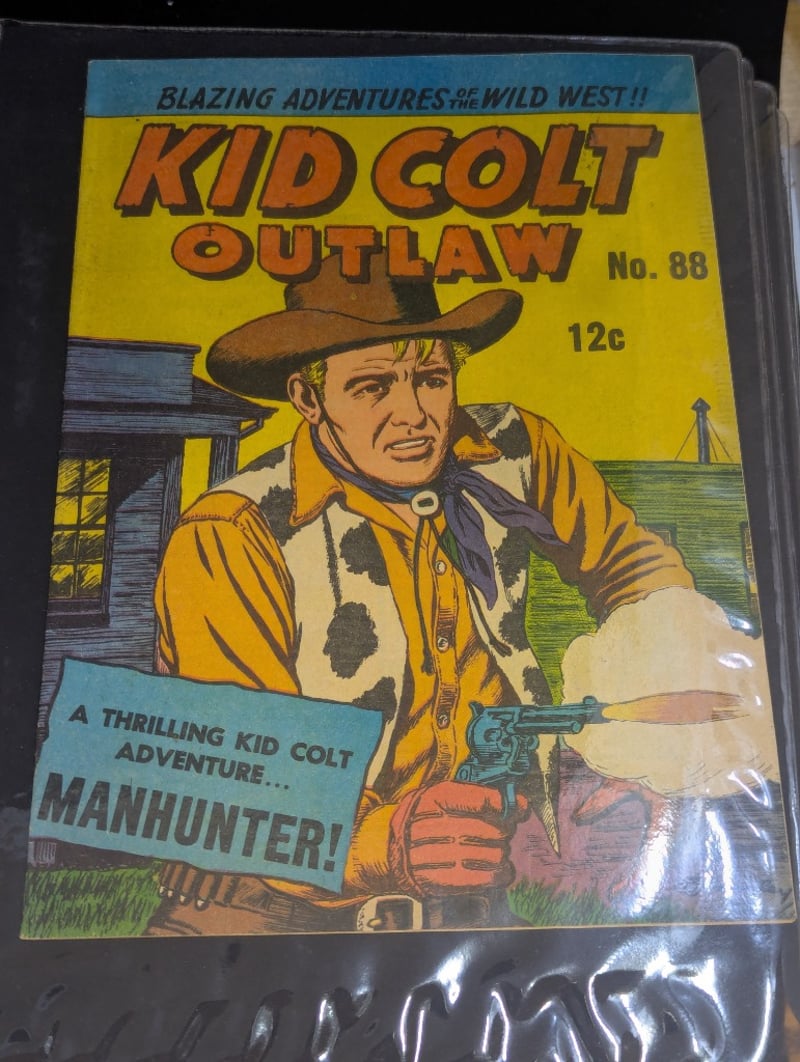 BLAZING ADVENTURES OF THE WILD WEST!!
KID COLT
OUTLAW
No. 88
12c
A THRILLING KID COLT
ADVENTURE...
MANHUNTER!